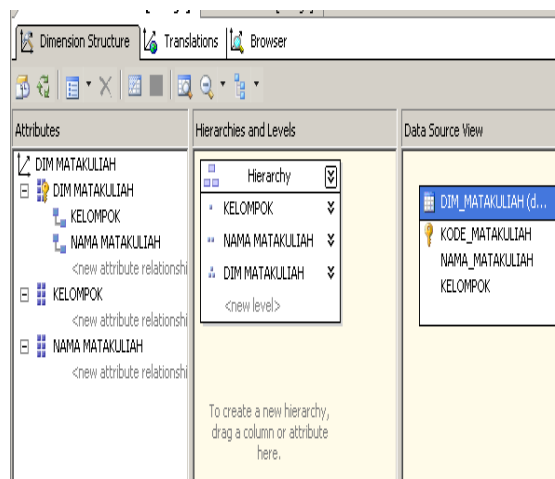 Dimension Structure
Translations
Browser
Attributes
Hierarchies and Levels
Data Source View
DIM MATAKULIAH
DIM MATAKULIAH
KELOMPOK
NAMA MATAKULIAH
<new attribute relationshi
KELOMPOK
<new attribute relationshi
NAMA MATAKULIAH
<new attribute relationshi
Hierarchy
KELOMPOK
NAMA MATAKULIAH
DIM MATAKULIAH
<new level>
To create a new hierarchy,
drag a column or attribute
here.
DIM_MATAKULIAH (d...
KODE_MATAKULIAH
NAMA_MATAKULIAH
KELOMPOK